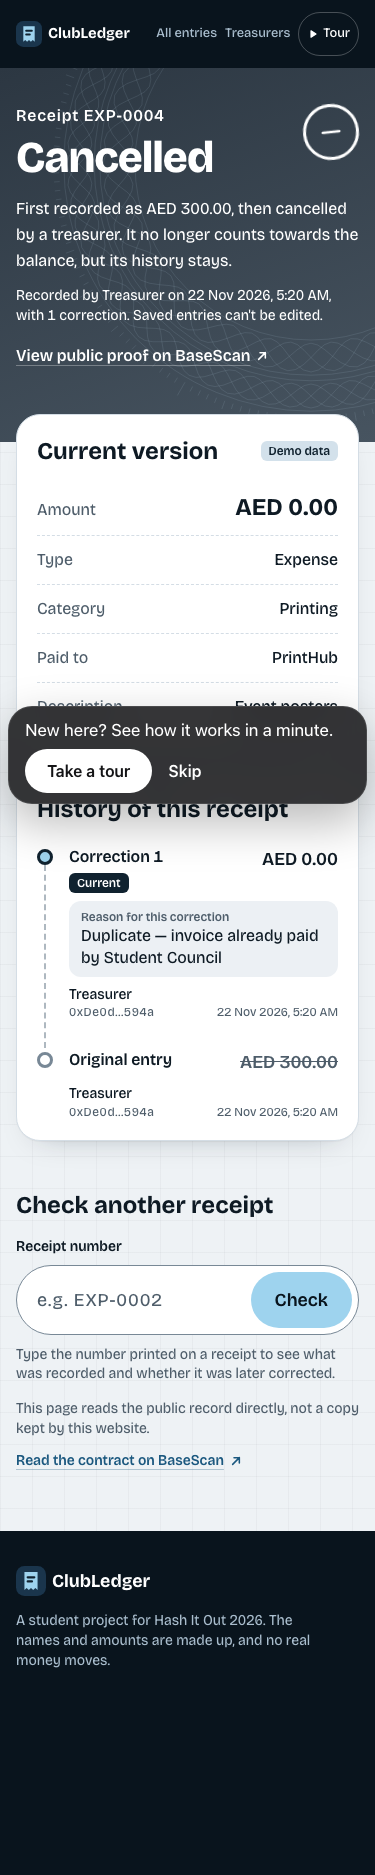 ClubLedger
All entries Treasurers Tour
Receipt EXP-0004
Cancelled
First recorded as AED 300.00, then cancelled
by a treasurer. It no longer counts towards the
balance, but its history stays.
Recorded by Treasurer on 22 Nov 2026, 5:20 AM,
with 1 correction. Saved entries can't be edited.
View public proof on BaseScan ↗
Current version Demo data
Amount AED 0.00
Type Expense
Category Printing
Paid to PrintHub
Description Event posters
New here? See how it works in a minute.
Take a tour Skip
History of this receipt
Correction 1 AED 0.00
Current
Reason for this correction
Duplicate — invoice already paid
by Student Council
Treasurer
0xDe0d…594a 22 Nov 2026, 5:20 AM
Original entry AED 300.00
Treasurer
0xDe0d…594a 22 Nov 2026, 5:20 AM
Check another receipt
Receipt number
e.g. EXP-0002 Check
Type the number printed on a receipt to see what
was recorded and whether it was later corrected.
This page reads the public record directly, not a copy
kept by this website.
Read the contract on BaseScan ↗
ClubLedger
A student project for Hash It Out 2026. The
names and amounts are made up, and no real
money moves.